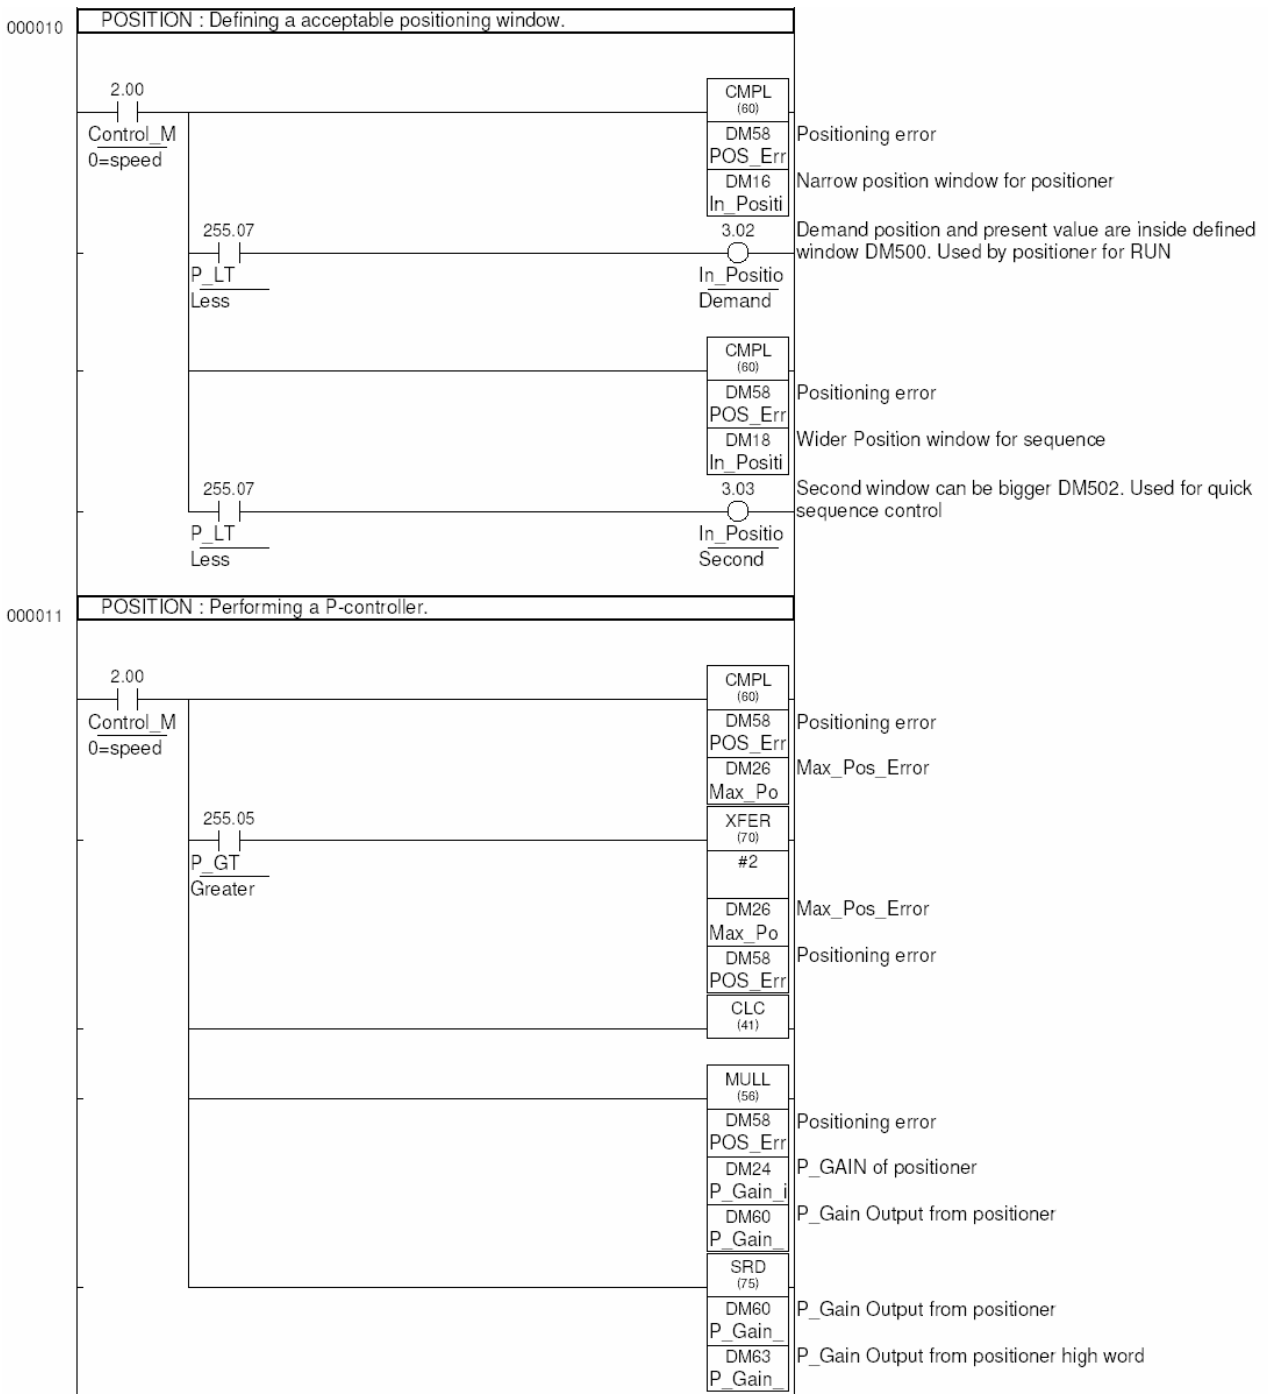 000010
POSITION : Defining a acceptable positioning window.
2.00
Control_M
0=speed
CMPL
(60)
DM58
POS_Err
Positioning error
DM16
In_Positi
Narrow position window for positioner
255.07
P_LT
Less
3.02
In_Positio
Demand
Demand position and present value are inside defined
window DM500. Used by positioner for RUN
CMPL
(60)
DM58
POS_Err
Positioning error
DM18
In_Positi
Wider Position window for sequence
255.07
P_LT
Less
3.03
In_Positio
Second
Second window can be bigger DM502. Used for quick
sequence control
000011
POSITION : Performing a P-controller.
2.00
Control_M
0=speed
CMPL
(60)
DM58
POS_Err
Positioning error
DM26
Max_Po
Max_Pos_Error
255.05
P_GT
Greater
XFER
(70)
#2
DM26
Max_Po
Max_Pos_Error
DM58
POS_Err
Positioning error
CLC
(41)
MULL
(56)
DM58
POS_Err
Positioning error
DM24
P_Gain_i
P_GAIN of positioner
DM60
P_Gain_
P_Gain Output from positioner
SRD
(75)
DM60
P_Gain_
P_Gain Output from positioner
DM63
P_Gain_
P_Gain Output from positioner high word